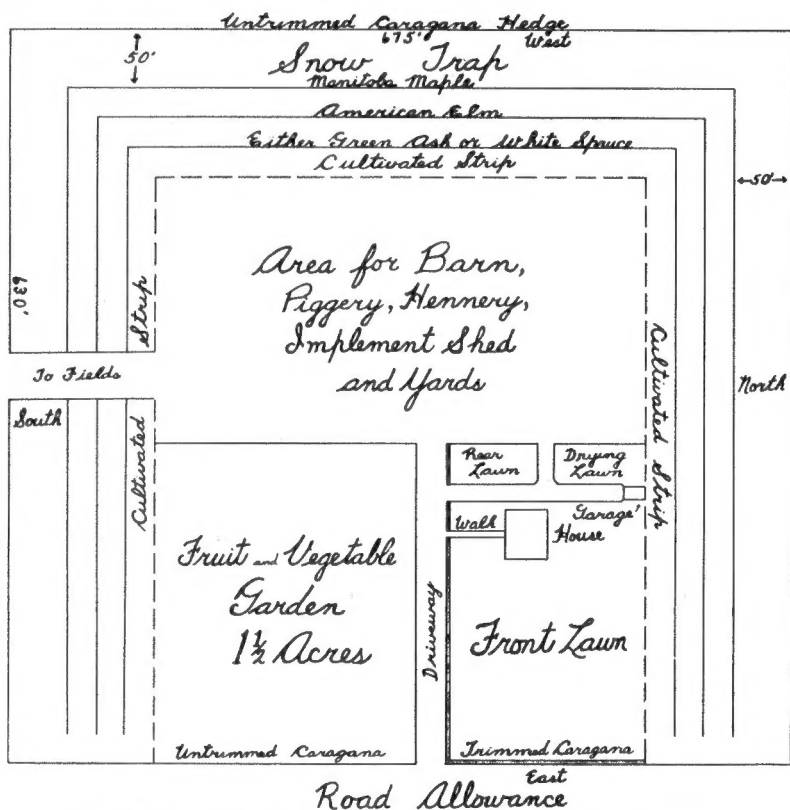 Untrimmed Caragana Hedge
675'
West
50'
Snow Trap
Manitoba Maple
American Elm
Either Green Ash or White Spruce
Cultivated Strip
50'
Area for Barn,
Piggery, Hennery,
Implement Shed
and Yards
630'
Strip
To Fields
South
Cultivated
North
Cultivated Strip
Rear
Lawn
Drying
Lawn
Garage
Walk
House
Fruit and Vegetable
Garden
1½ Acres
Driveway
Front Lawn
Untrimmed Caragana
Trimmed Caragana
East
Road Allowance